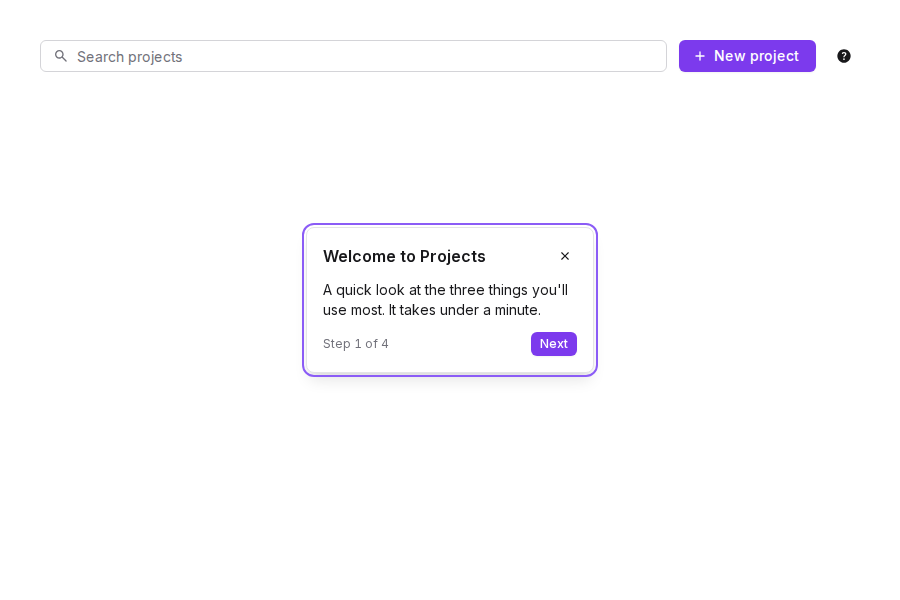 Search projects
New project
Welcome to Projects
A quick look at the three things you'll
use most. It takes under a minute.
Step 1 of 4
Next